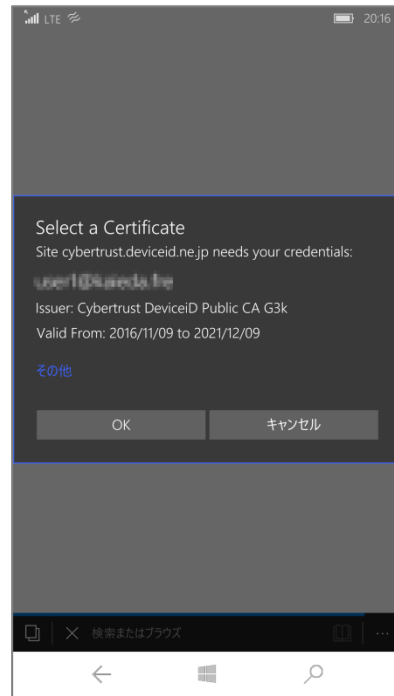 LTE 20:16
Select a Certificate
Site cybertrust.deviceid.ne.jp needs your credentials:
Issuer: Cybertrust DeviceiD Public CA G3k
Valid From: 2016/11/09 to 2021/12/09
その他
OK キャンセル
検索またはブラウズ